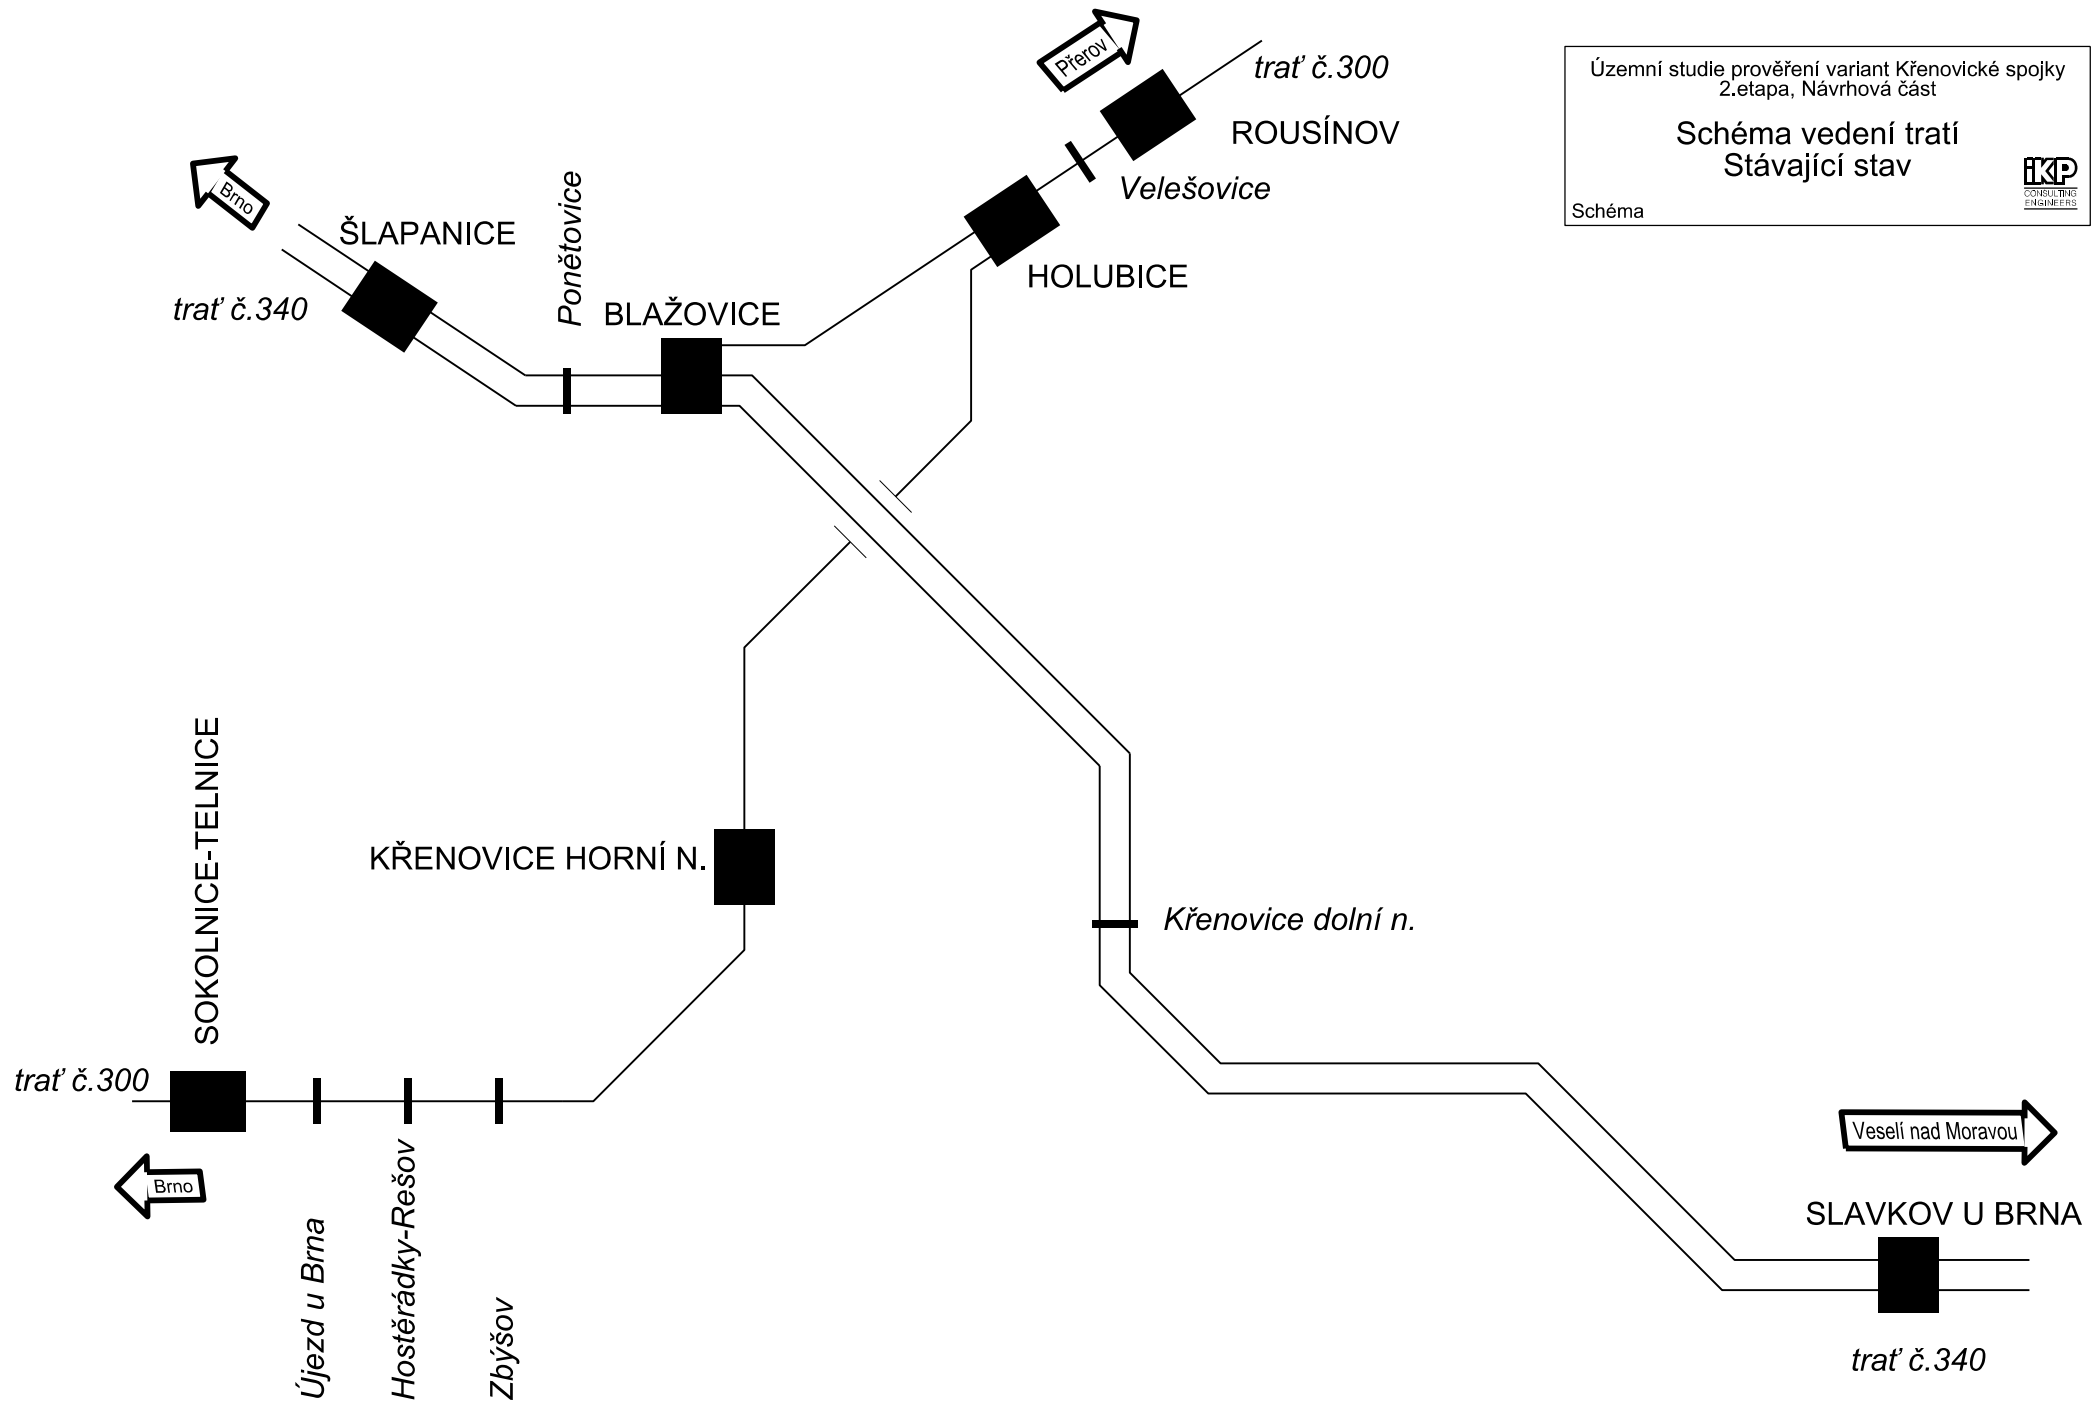 Přerov
trať č.300
Územní studie prověření variant Křenovické spojky
2.etapa, Návrhová část
Schéma vedení tratí
Stávající stav
iKP
CONSULTING
ENGINEERS
Schéma
ROUSÍNOV
Velešovice
Brno
ŠLAPANICE
Ponětovice
HOLUBICE
trať č.340
BLAŽOVICE
SOKOLNICE-TELNICE
KŘENOVICE HORNÍ N.
Křenovice dolní n.
trať č.300
Brno
Veselí nad Moravou
SLAVKOV U BRNA
Újezd u Brna
Hostěrádky-Rešov
Zbýšov
trať č.340